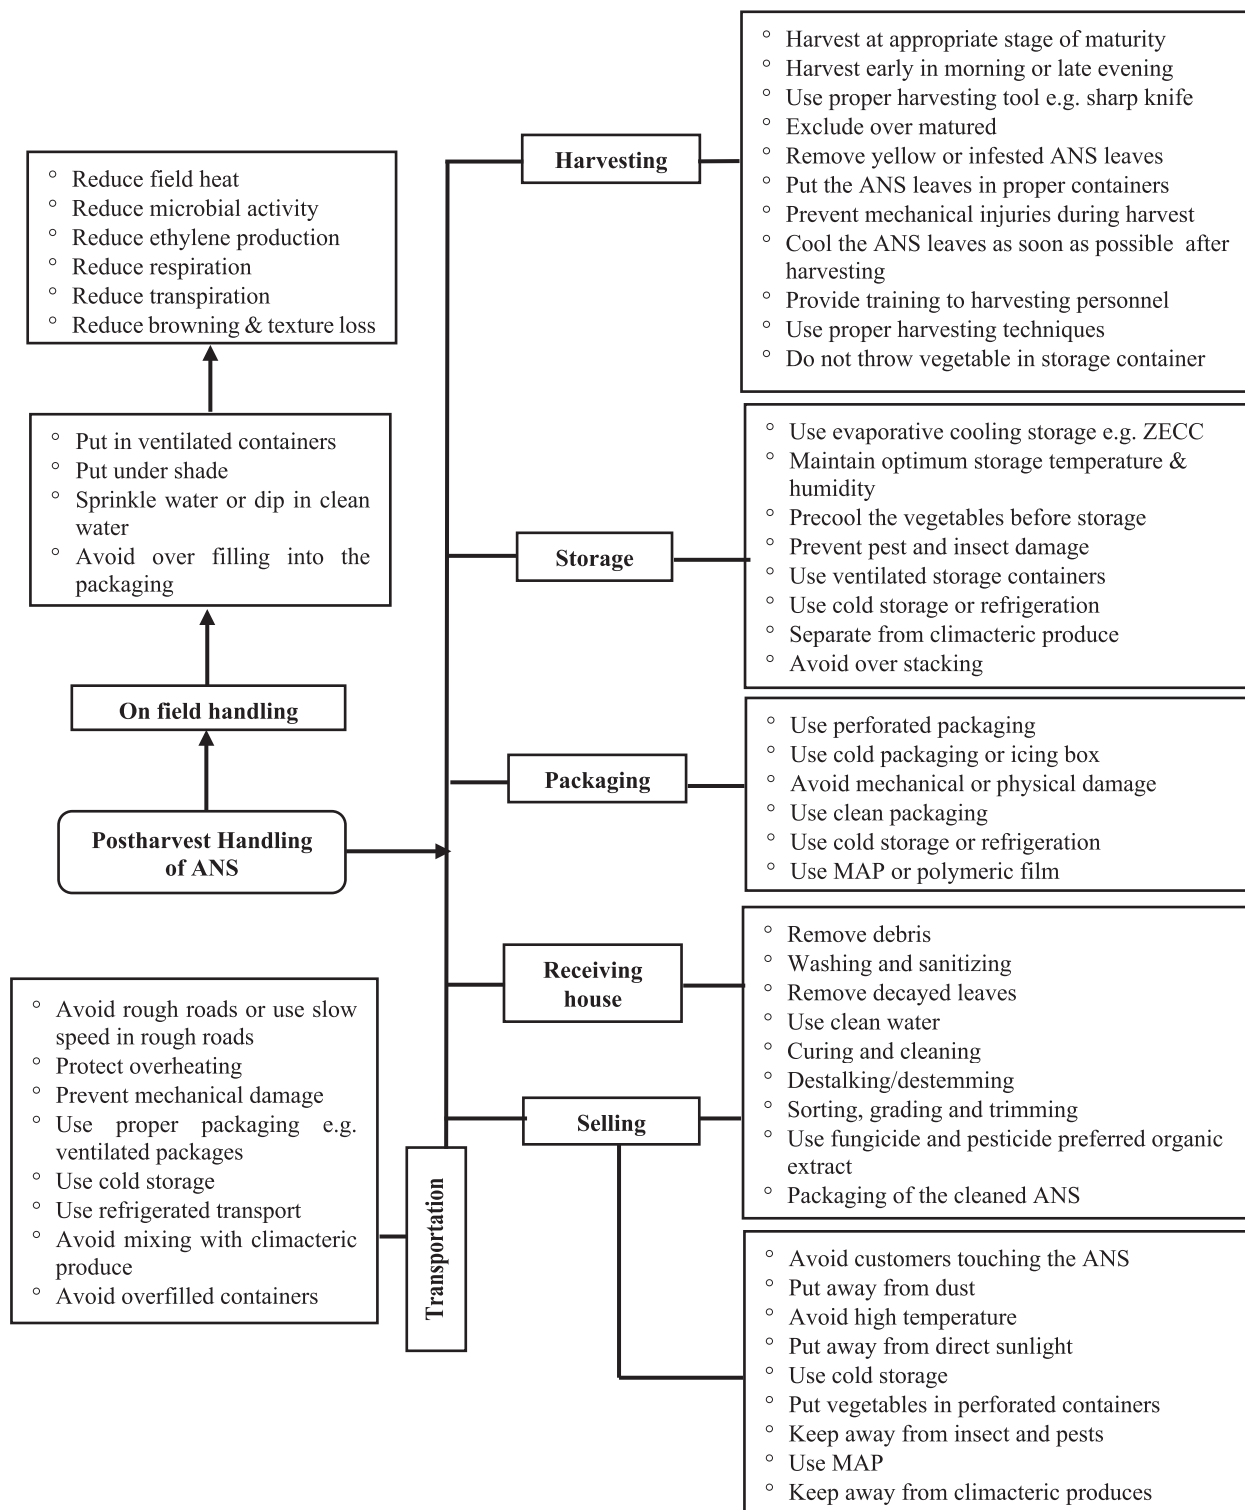 ° Harvest at appropriate stage of maturity
° Harvest early in morning or late evening
° Use proper harvesting tool e.g. sharp knife
° Exclude over matured
° Remove yellow or infested ANS leaves
° Put the ANS leaves in proper containers
° Prevent mechanical injuries during harvest
° Cool the ANS leaves as soon as possible after
harvesting
° Provide training to harvesting personnel
° Use proper harvesting techniques
° Do not throw vegetable in storage container
Harvesting
° Reduce field heat
° Reduce microbial activity
° Reduce ethylene production
° Reduce respiration
° Reduce transpiration
° Reduce browning & texture loss
° Put in ventilated containers
° Put under shade
° Sprinkle water or dip in clean
water
° Avoid over filling into the
packaging
On field handling
Postharvest Handling
of ANS
Storage
° Use evaporative cooling storage e.g. ZECC
° Maintain optimum storage temperature &
humidity
° Precool the vegetables before storage
° Prevent pest and insect damage
° Use ventilated storage containers
° Use cold storage or refrigeration
° Separate from climacteric produce
° Avoid over stacking
Packaging
° Use perforated packaging
° Use cold packaging or icing box
° Avoid mechanical or physical damage
° Use clean packaging
° Use cold storage or refrigeration
° Use MAP or polymeric film
Receiving
house
° Remove debris
° Washing and sanitizing
° Remove decayed leaves
° Use clean water
° Curing and cleaning
° Destalking/destemming
° Sorting, grading and trimming
° Use fungicide and pesticide preferred organic
extract
° Packaging of the cleaned ANS
Selling
° Avoid customers touching the ANS
° Put away from dust
° Avoid high temperature
° Put away from direct sunlight
° Use cold storage
° Put vegetables in perforated containers
° Keep away from insect and pests
° Use MAP
° Keep away from climacteric produces
Transportation
° Avoid rough roads or use slow
speed in rough roads
° Protect overheating
° Prevent mechanical damage
° Use proper packaging e.g.
ventilated packages
° Use cold storage
° Use refrigerated transport
° Avoid mixing with climacteric
produce
° Avoid overfilled containers